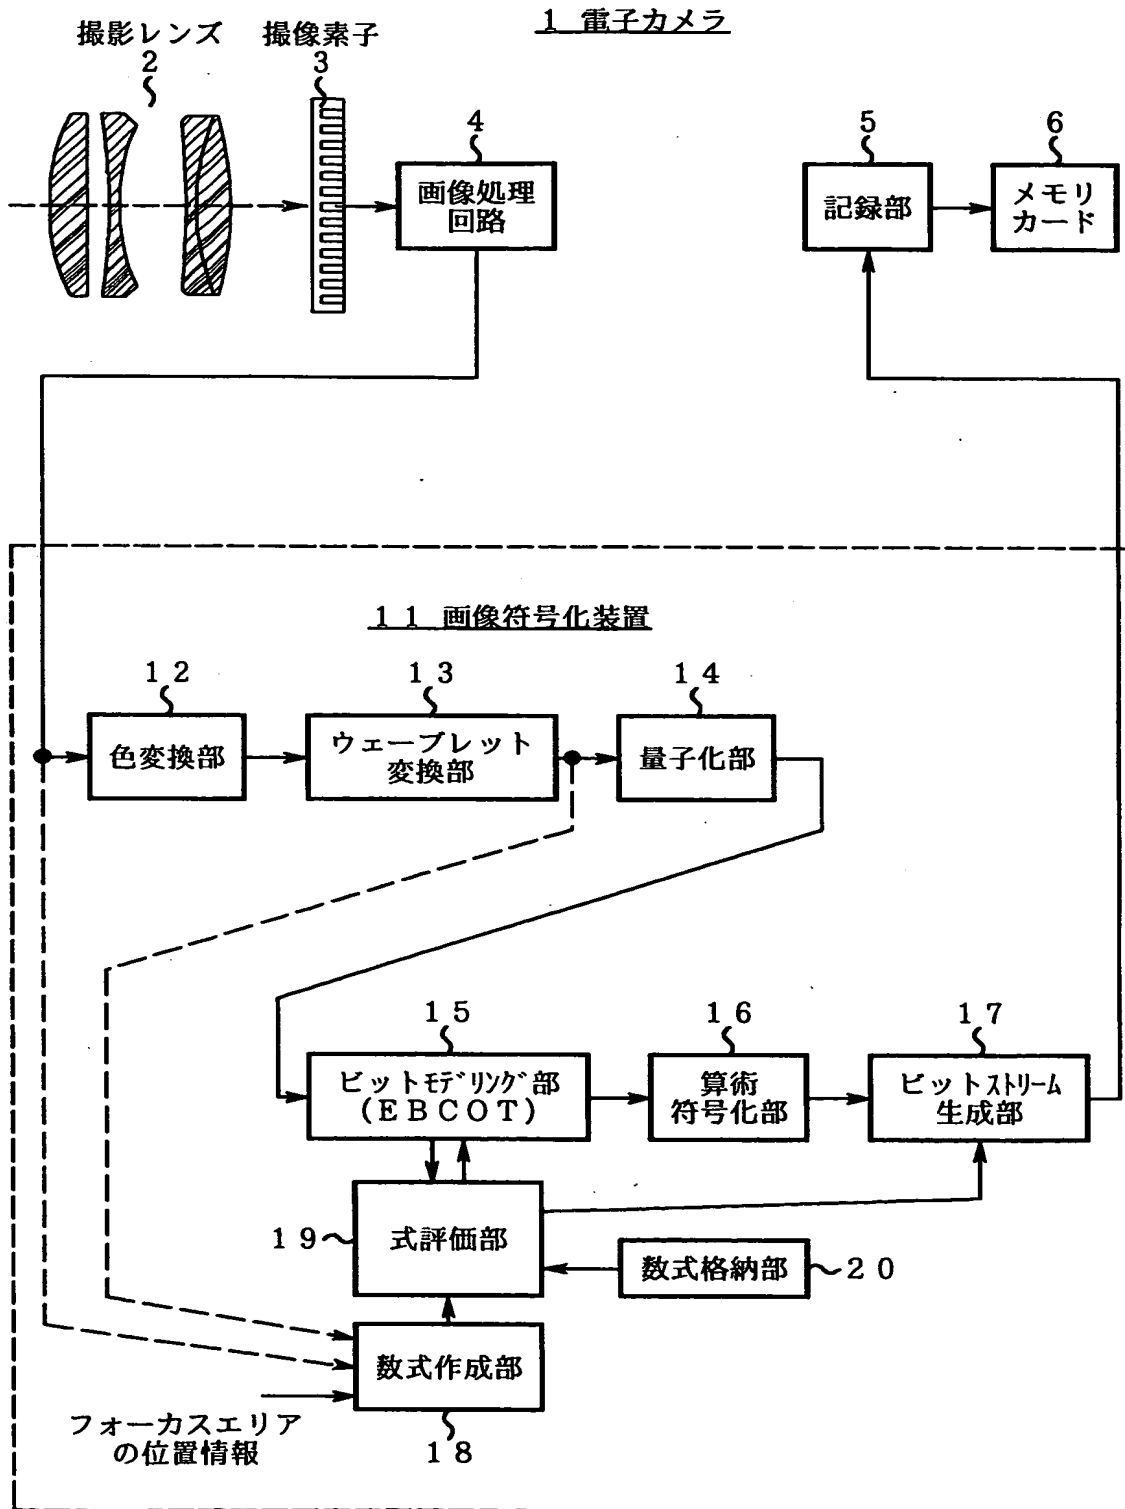 1 電子カメラ
撮影レンズ
2
撮像素子
3
4
画像処理
回路
5
記録部
6
メモリ
カード
11 画像符号化装置
12
色変換部
13
ウェーブレット
変換部
14
量子化部
15
ビットモデリング部
(EBCOT)
16
算術
符号化部
17
ビットストリーム
生成部
19
式評価部
数式格納部
20
数式作成部
18
フォーカスエリア
の位置情報